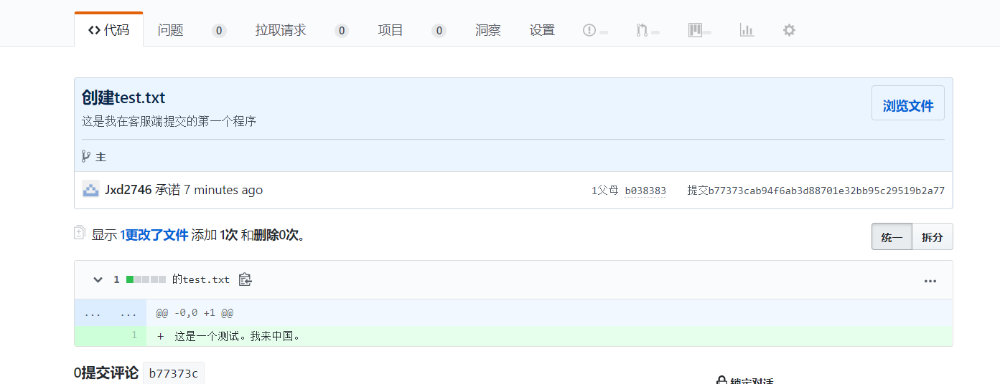 <> 代码 问题 0 拉取请求 0 项目 0 洞察 设置
创建test.txt
浏览文件
这是我在客服端提交的第一个程序
主
Jxd2746 承诺 7 minutes ago 1父母 b038383 提交b77373cab94f6ab3d88701e32bb95c29519b2a77
显示 1更改了文件 添加 1次 和删除0次。 统一 拆分
1 的test.txt
... ... @@ -0,0 +1 @@
1 + 这是一个测试。我来中国。
0提交评论 b77373c
锁定对话